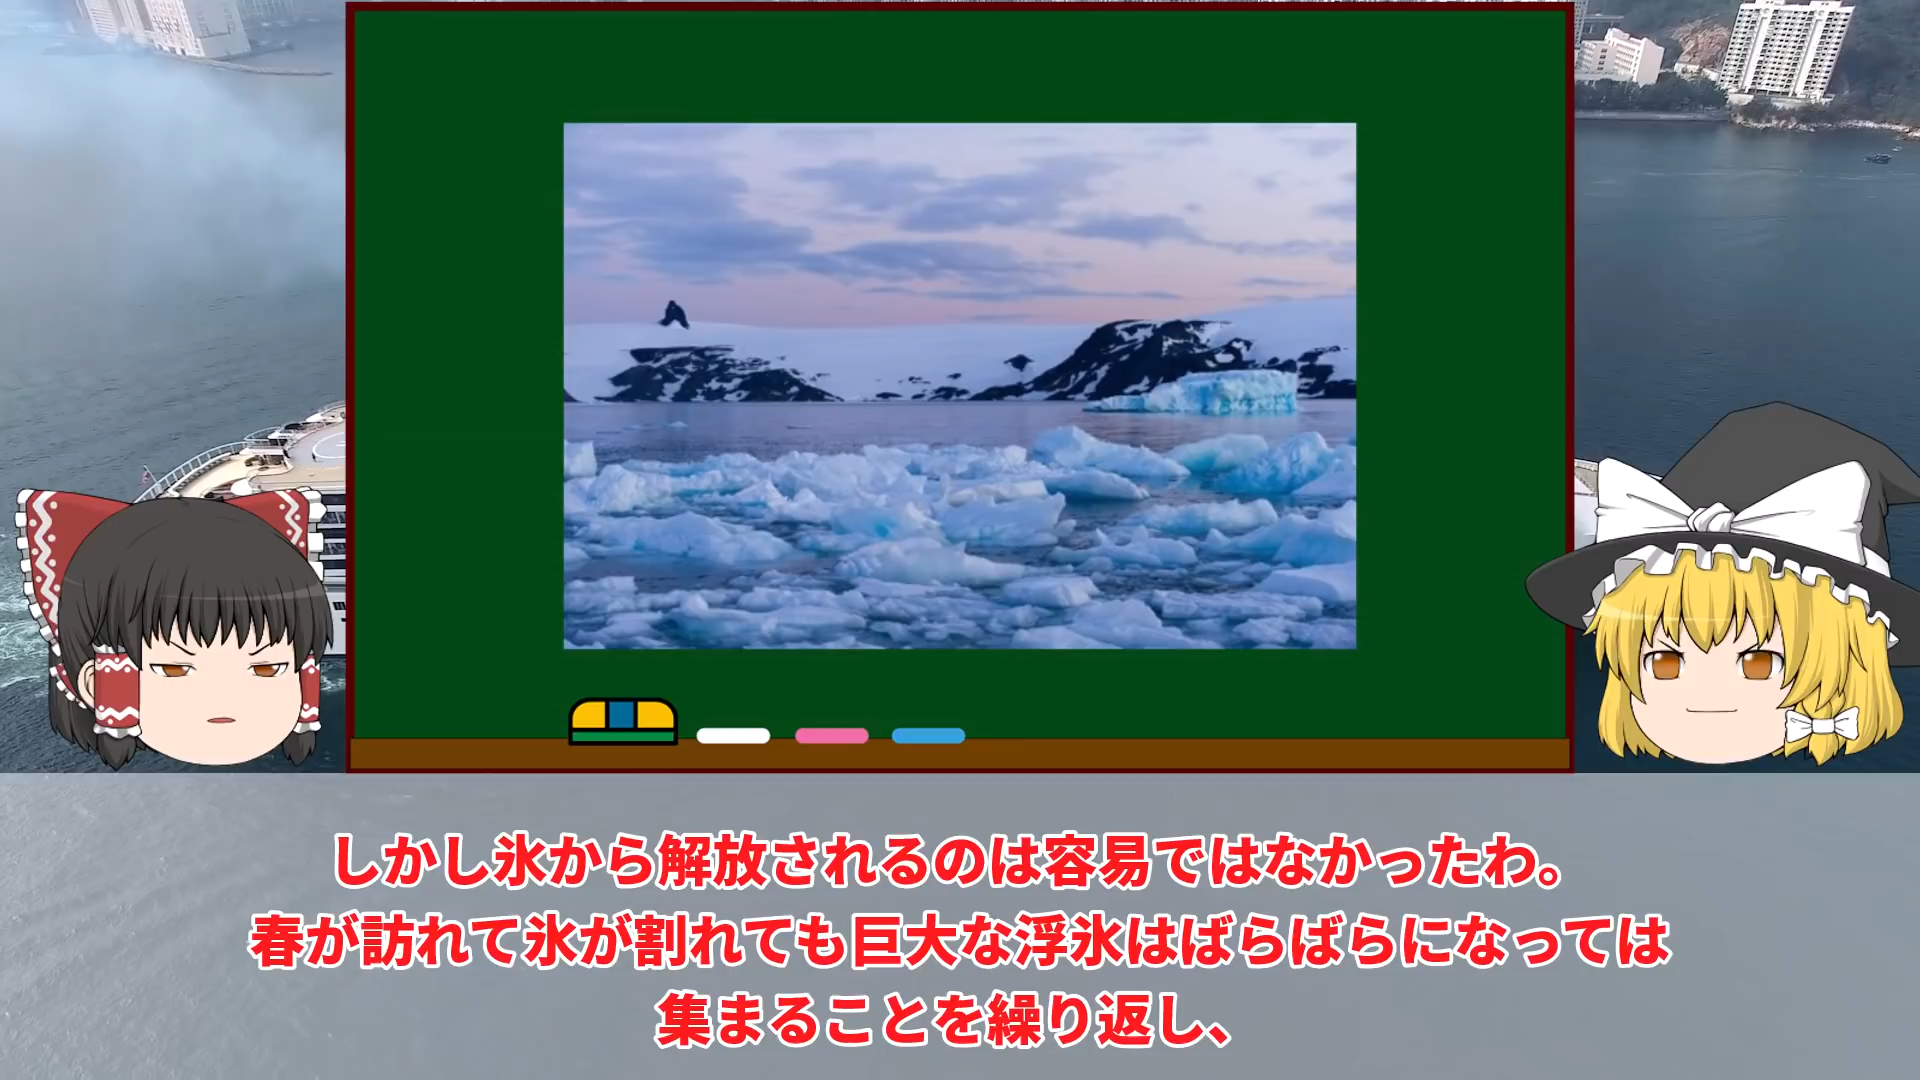 しかし氷から解放されるのは容易ではなかったわ。
春が訪れて氷が割れても巨大な浮氷はばらばらになっては
集まることを繰り返し、